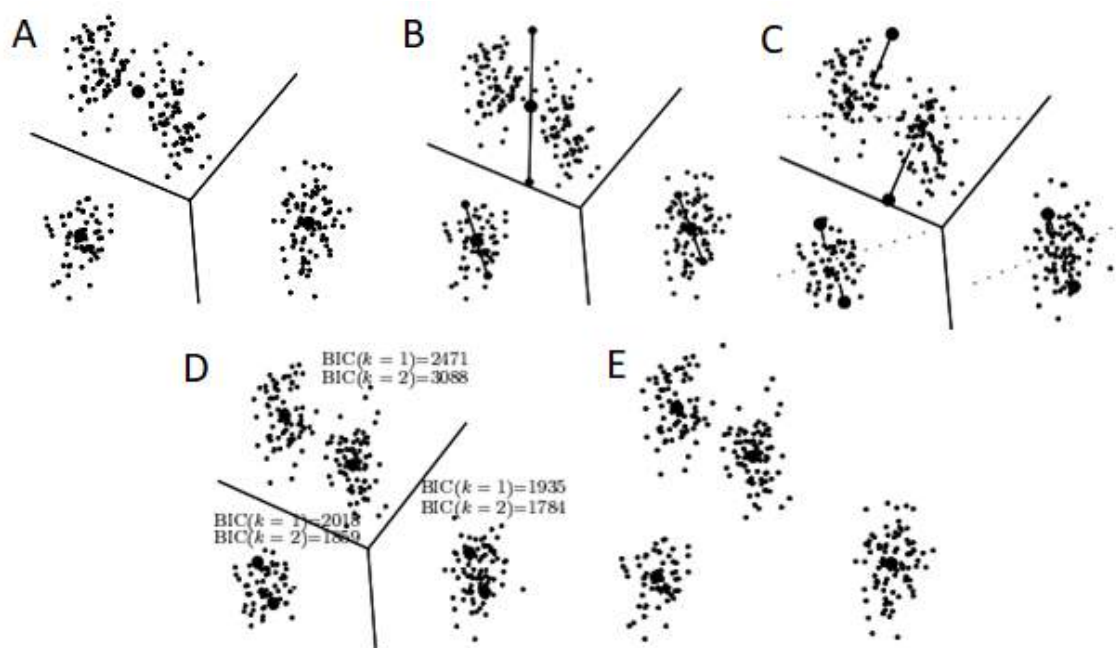 A
B
C
D
BIC(k = 1)=2471
BIC(k = 2)=3088
BIC(k = 1)=1935
BIC(k = 2)=1784
BIC(k = 1)=2018
BIC(k = 2)=1859
E